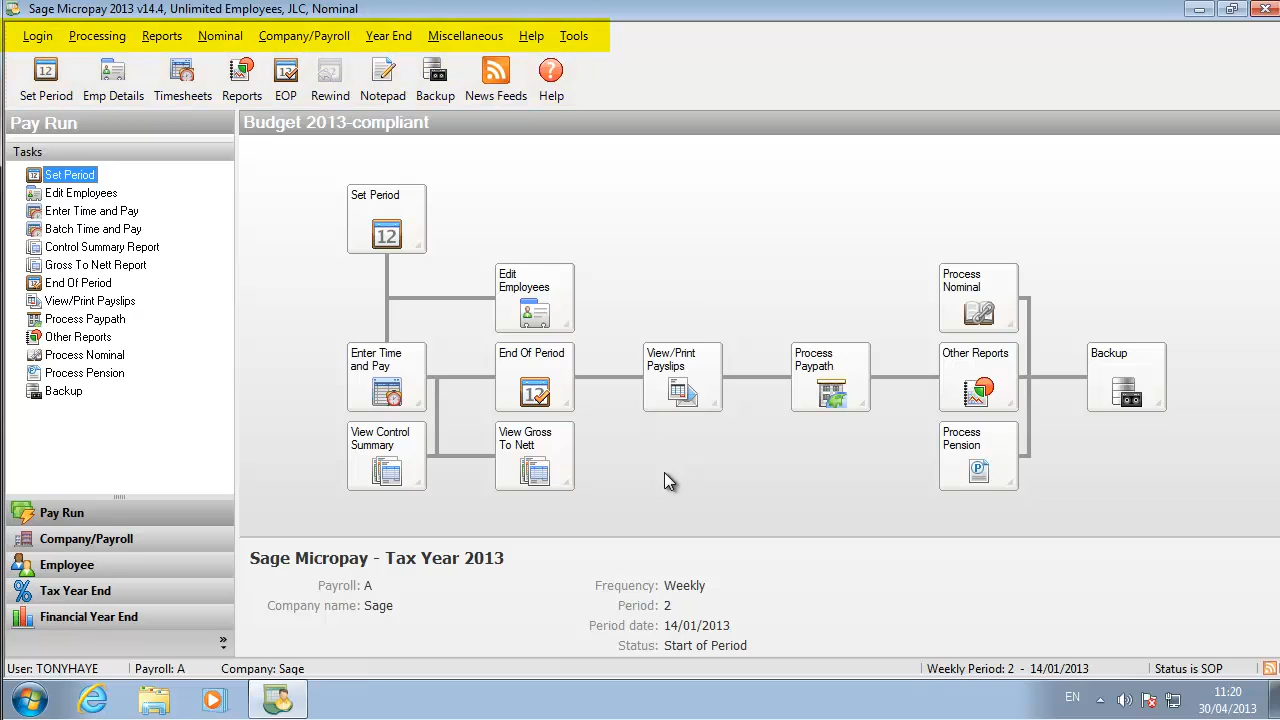 Sage Micropay 2013 v14.4, Unlimited Employees, JLC, Nominal
Login Processing Reports Nominal Company/Payroll Year End Miscellaneous Help Tools
12
Set Period Emp Details Timesheets Reports EOP Rewind Notepad Backup News Feeds Help
Pay Run
Budget 2013-compliant
Tasks
Set Period
Edit Employees
Enter Time and Pay
Batch Time and Pay
Control Summary Report
Gross To Nett Report
End Of Period
View/Print Payslips
Process Paypath
Other Reports
Process Nominal
Process Pension
Backup
Set Period
12
Edit
Employees
Process
Nominal
Enter Time
and Pay
End Of Period
12
View/Print
Payslips
Process
Paypath
Other Reports
Backup
View Control
Summary
View Gross
To Nett
Process
Pension
P
Pay Run
Company/Payroll
Employee
Tax Year End
Financial Year End
Sage Micropay - Tax Year 2013
Payroll: A
Company name: Sage
Frequency: Weekly
Period: 2
Period date: 14/01/2013
Status: Start of Period
User: TONYHAYE Payroll: A Company: Sage Weekly Period: 2 - 14/01/2013 Status is SOP
EN
11:20
30/04/2013